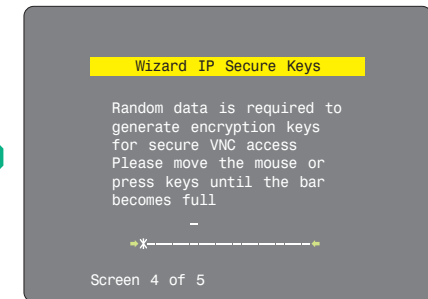 Wizard IP Secure Keys
Random data is required to
generate encryption keys
for secure VNC access
Please move the mouse or
press keys until the bar
becomes full
Screen 4 of 5